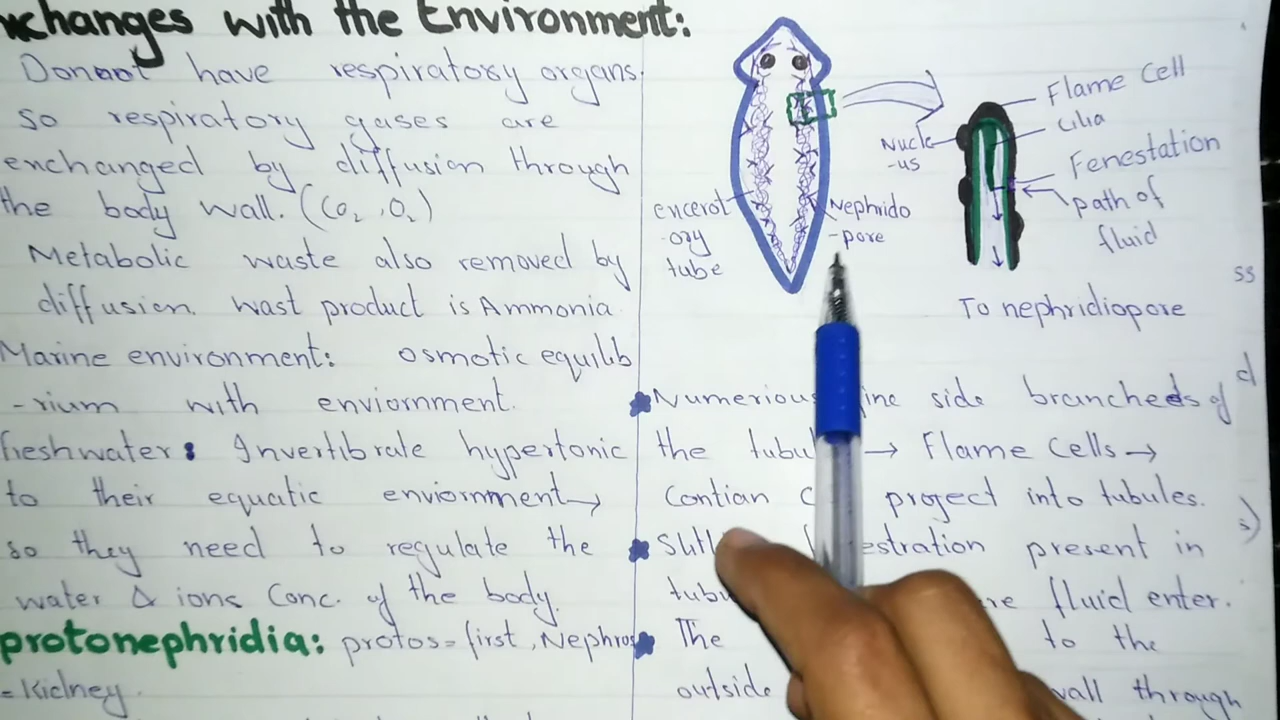 xchanges with the Environment:
Donoot have respiratory organs
so respiratory gases are
enchanged by diffusion through
the body wall. (Co₂, O₂)
Metabolic waste also removed by
diffusion. wast product is Ammonia
Marine environment: osmotic equilib
-rium with enviornment.
freshwater: Invertibrate hypertonic
to their equatic enviornment→
so they need to regulate the
water & ions Conc. of the body.
protonephridia: protos=first, Nephros
=Kidney.
Flame Cell
Cilia
Nucle
-us
Fenestation
path of
fluid
encerot
ory
tube
Nephrido
-pore
To nephridiopore
Numerious fine side brancheds of
the → Flame Cells→
Contian project into tubules.
present in
fluid enter.
The to the
outside wall through
ss
d
s)